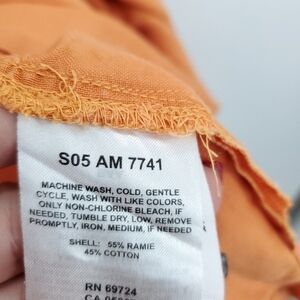 S05 AM 7741
MACHINE WASH, COLD, GENTLE
CYCLE, WASH WITH LIKE COLORS,
ONLY NON-CHLORINE BLEACH, IF
NEEDED, TUMBLE DRY, LOW, REMOVE
PROMPTLY, IRON, MEDIUM, IF NEEDED
SHELL: 55% RAMIE
45% COTTON
RN 69724
CA